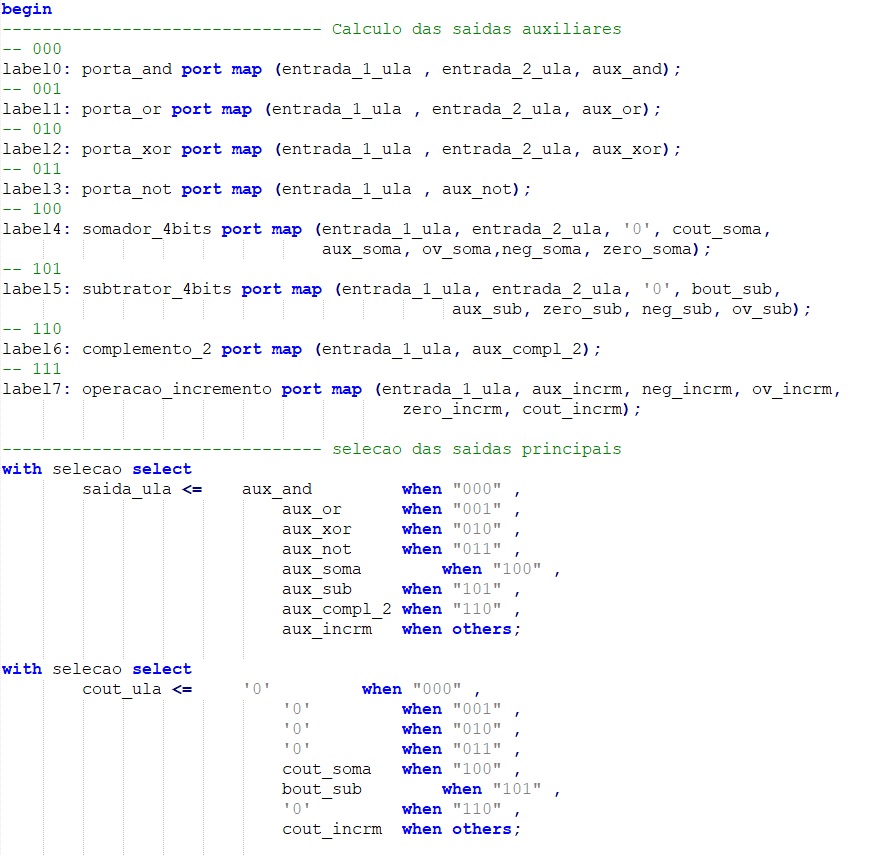 begin
-------------------------------- Calculo das saidas auxiliares
-- 000
label0: porta_and port map (entrada_1_ula , entrada_2_ula, aux_and);
-- 001
label1: porta_or port map (entrada_1_ula , entrada_2_ula, aux_or);
-- 010
label2: porta_xor port map (entrada_1_ula , entrada_2_ula, aux_xor);
-- 011
label3: porta_not port map (entrada_1_ula , aux_not);
-- 100
label4: somador_4bits port map (entrada_1_ula, entrada_2_ula, '0', cout_soma,
aux_soma, ov_soma,neg_soma, zero_soma);
-- 101
label5: subtrator_4bits port map (entrada_1_ula, entrada_2_ula, '0', bout_sub,
aux_sub, zero_sub, neg_sub, ov_sub);
-- 110
label6: complemento_2 port map (entrada_1_ula, aux_compl_2);
-- 111
label7: operacao_incremento port map (entrada_1_ula, aux_incrm, neg_incrm, ov_incrm,
zero_incrm, cout_incrm);
-------------------------------- selecao das saidas principais
with selecao select
saida_ula <= aux_and when "000" ,
aux_or when "001" ,
aux_xor when "010" ,
aux_not when "011" ,
aux_soma when "100" ,
aux_sub when "101" ,
aux_compl_2 when "110" ,
aux_incrm when others;
with selecao select
cout_ula <= '0' when "000" ,
'0' when "001" ,
'0' when "010" ,
'0' when "011" ,
cout_soma when "100" ,
bout_sub when "101" ,
'0' when "110" ,
cout_incrm when others;